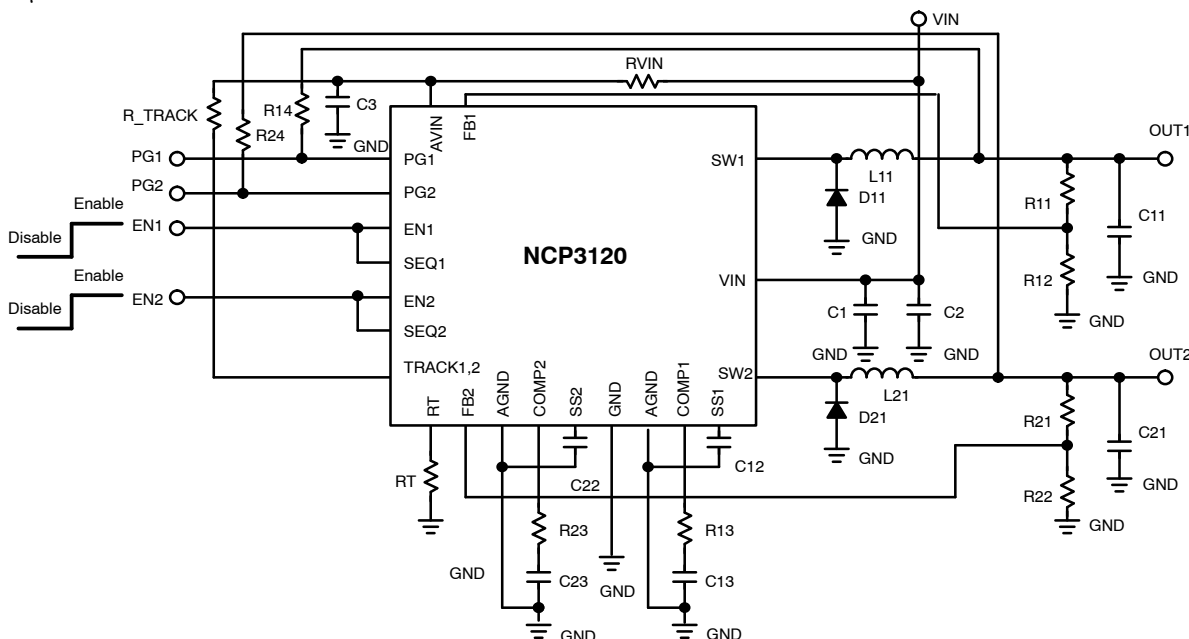 VIN
RVIN
R_TRACK
R14
C3
R24
GND
AVIN
FB1
OUT1
PG1
PG1
SW1
L11
PG2
PG2
D11
R11
C11
Enable
Disable
EN1
EN1
GND
SEQ1
NCP3120
VIN
R12
GND
Enable
Disable
EN2
EN2
SEQ2
C1
C2
GND
GND
GND
OUT2
TRACK1,2
SW2
L21
RT
FB2
AGND
COMP2
SS2
GND
AGND
COMP1
SS1
D21
R21
C21
GND
C12
RT
C22
R22
GND
GND
R23
R13
GND
C23
GND
C13
GND
GND